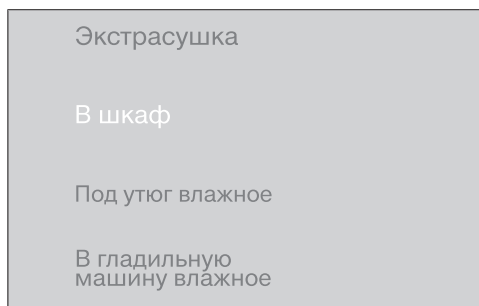 Экстрасушка
В шкаф
Под утюг влажное
В гладильную
машину влажное